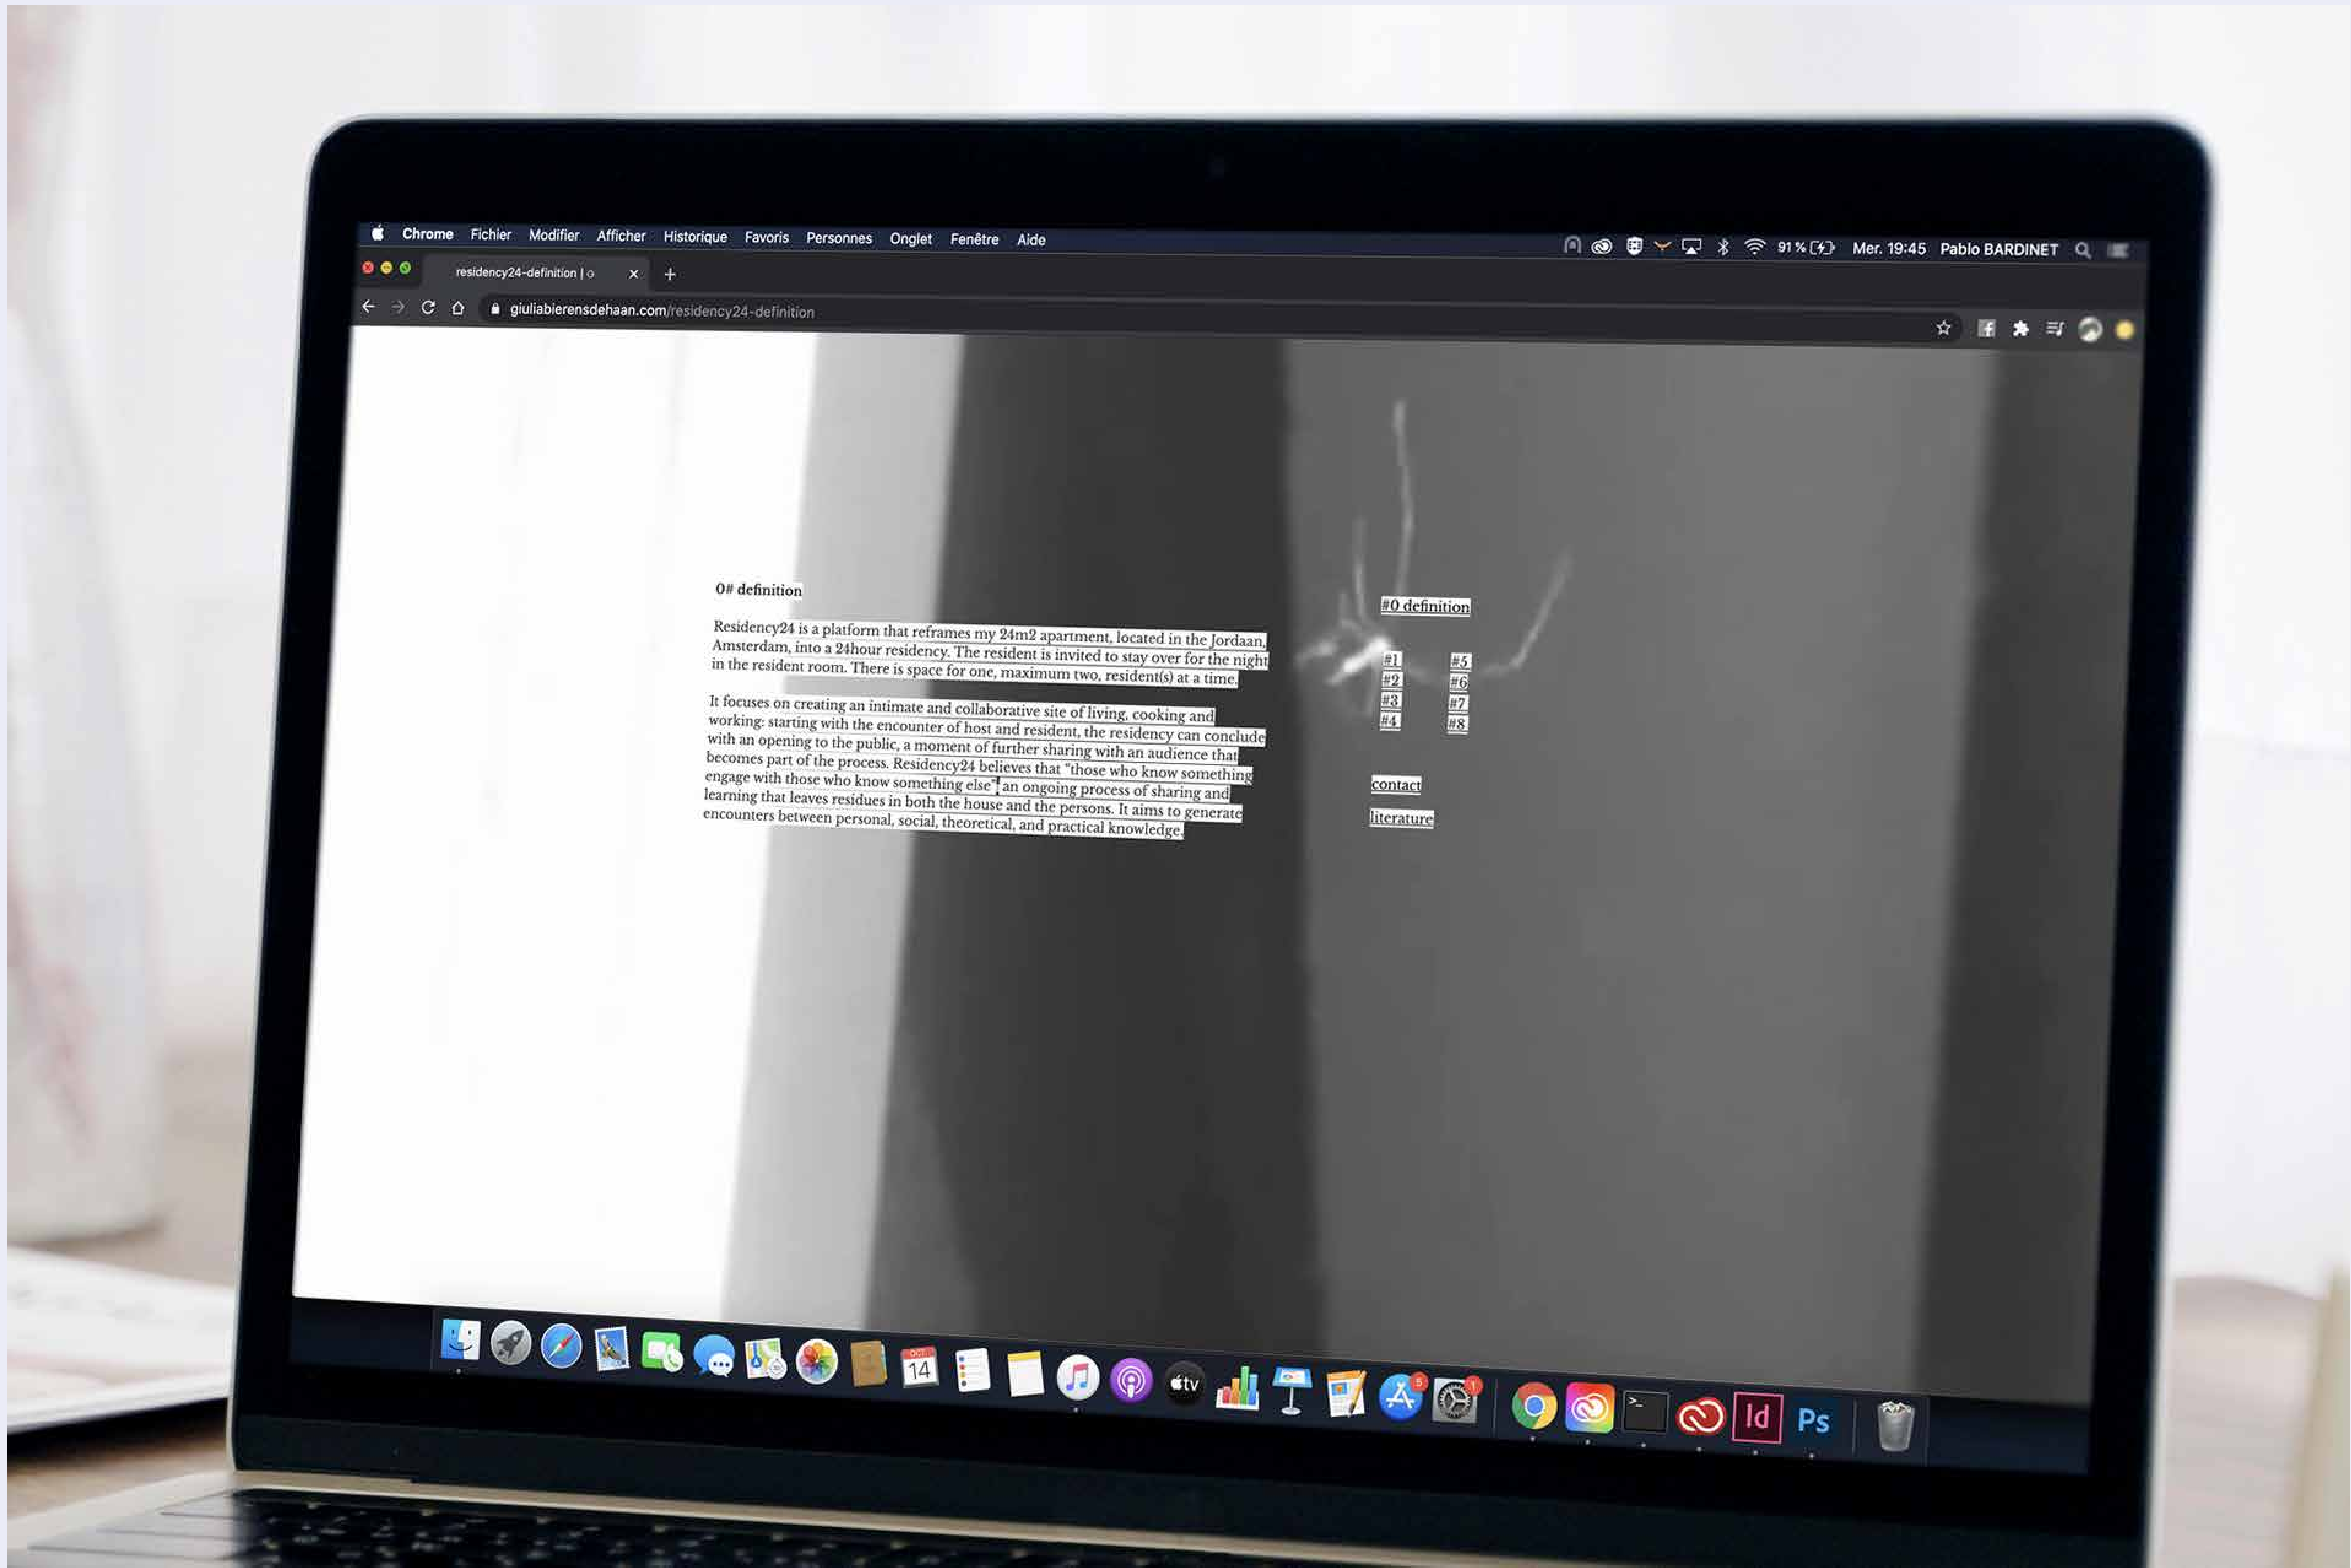 Chrome Fichier Modifier Afficher Historique Favoris Personnes Onglet Fenêtre Aide
91 % Mer. 19:45 Pablo BARDINET
residency24-definition |
giuliabierensdehaan.com/residency24-definition
0# definition
Residency24 is a platform that reframes my 24m2 apartment, located in the Jordaan,
Amsterdam, into a 24hour residency. The resident is invited to stay over for the night
in the resident room. There is space for one, maximum two, resident(s) at a time.
It focuses on creating an intimate and collaborative site of living, cooking and
working: starting with the encounter of host and resident, the residency can conclude
with an opening to the public, a moment of further sharing with an audience that
becomes part of the process. Residency24 believes that "those who know something
engage with those who know something else" an ongoing process of sharing and
learning that leaves residues in both the house and the persons. It aims to generate
encounters between personal, social, theoretical, and practical knowledge.
#0 definition
#1
#2
#3
#4
#5
#6
#7
#8
contact
literature
OCT.
14
tv
5
1
Id
Ps